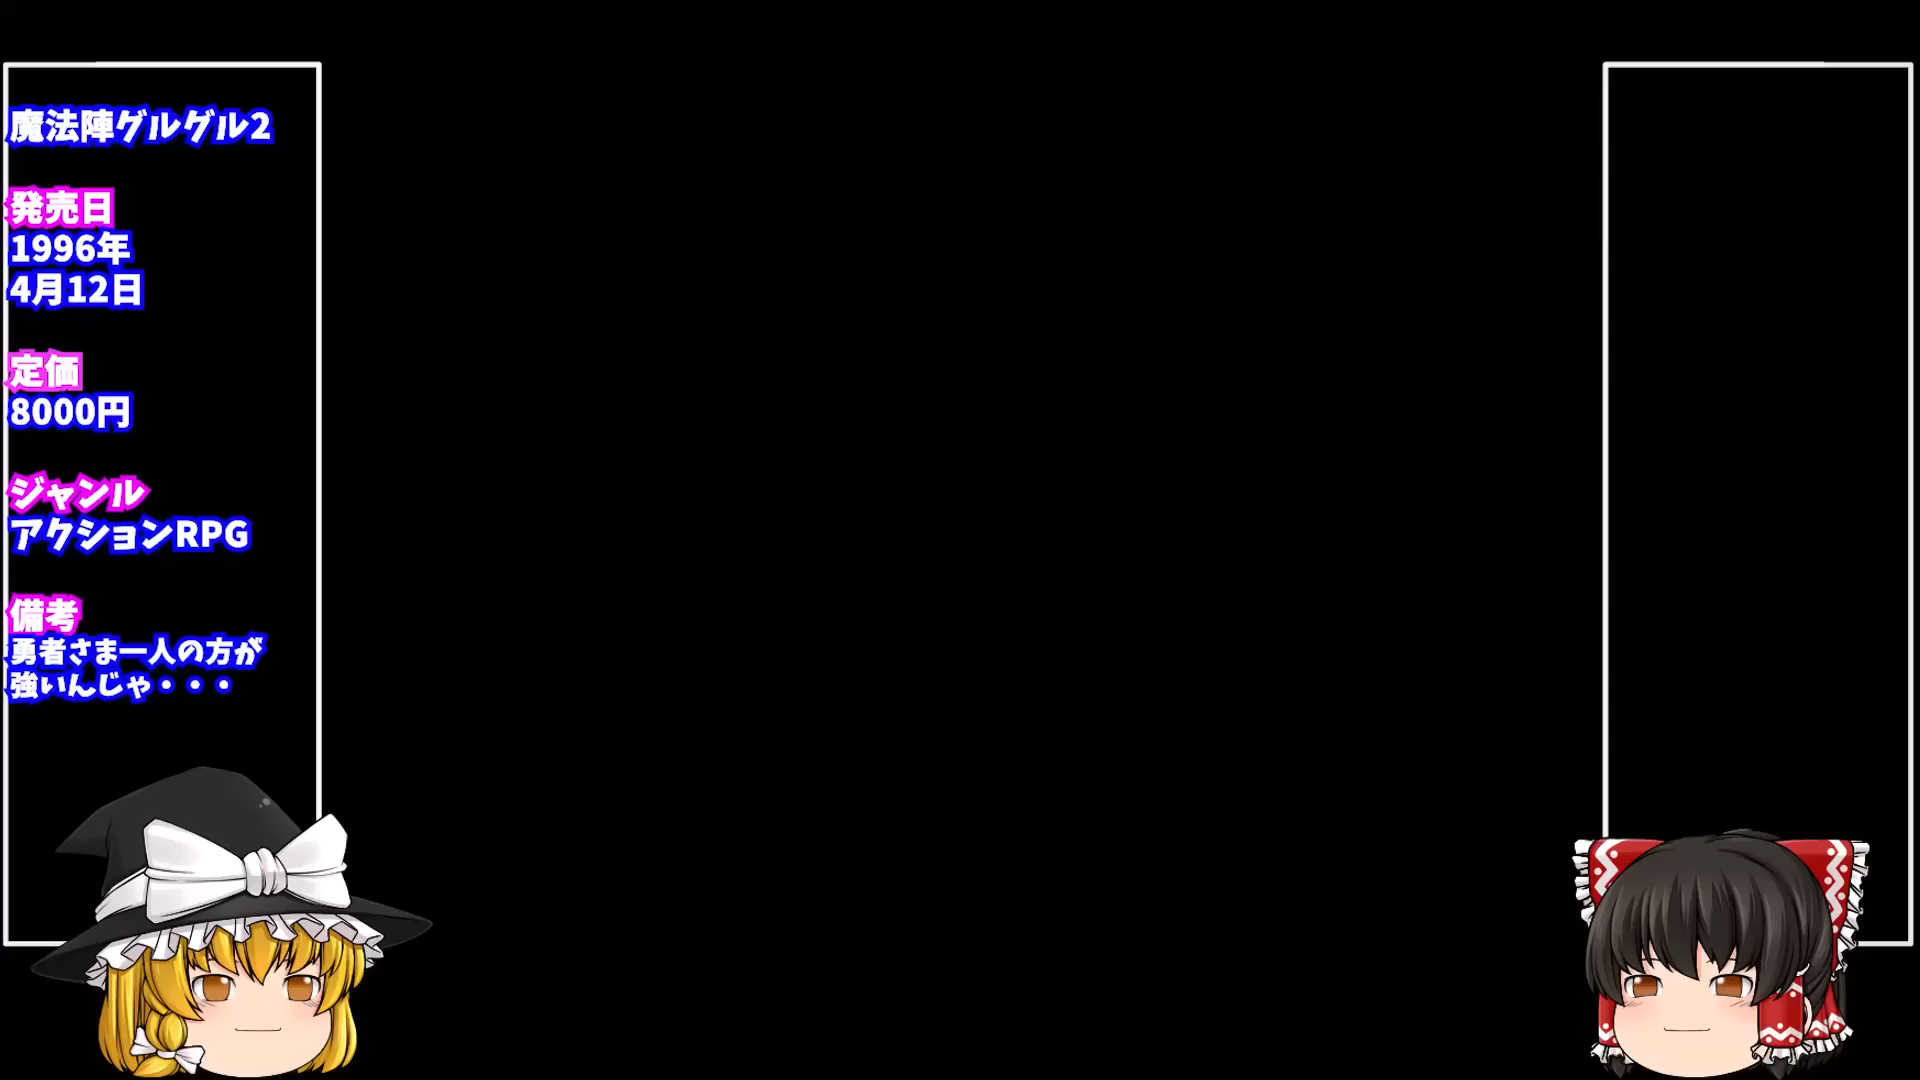 魔法陣グルグル2
発売日
1996年
4月12日
定価
8000円
ジャンル
アクションRPG
備考
勇者さま一人の方が
強いんじゃ・・・